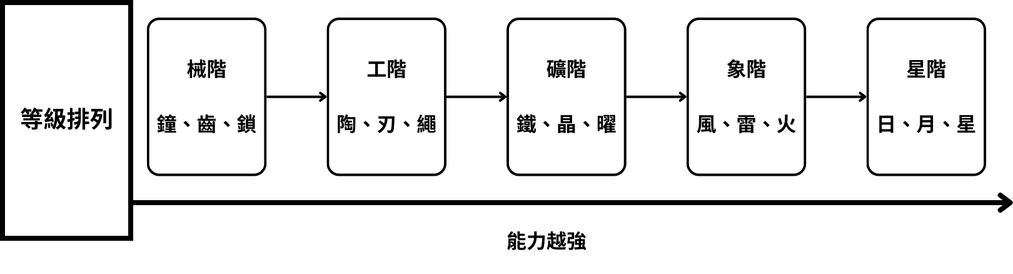 等級排列
械階
鐘、齒、鎖
工階
陶、刃、繩
礦階
鐵、晶、曜
象階
風、雷、火
星階
日、月、星
能力越強